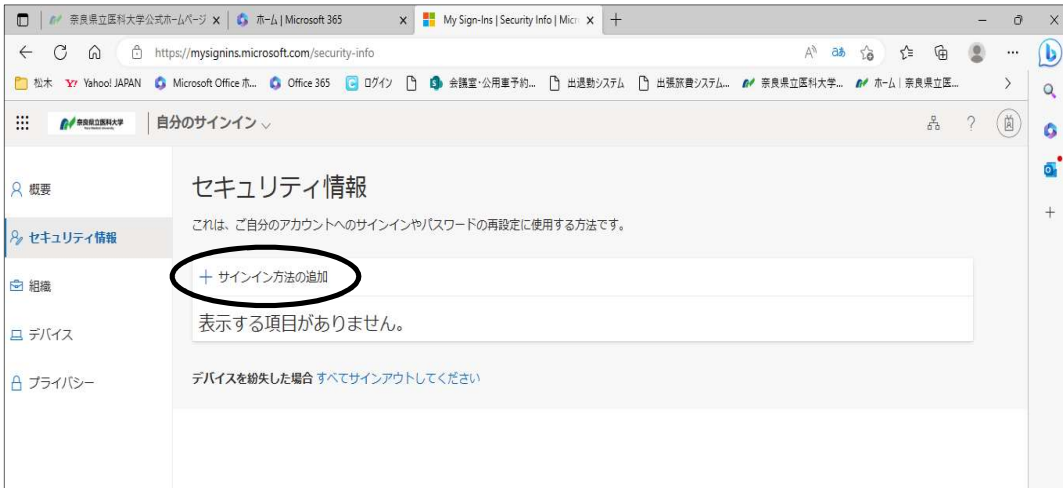 奈良県立医科大学公式ホームページ
ホーム | Microsoft 365
My Sign-Ins | Security Info | Micr
https://mysignins.microsoft.com/security-info
松木 Yahoo! JAPAN Microsoft Office ホ... Office 365 ログイン 会議室・公用車予約... 出退勤システム 出張旅費システム... 奈良県立医科大学... ホーム | 奈良県立医...
奈良県立医科大学 自分のサインイン
概要
セキュリティ情報
組織
デバイス
プライバシー
セキュリティ情報
これは、ご自分のアカウントへのサインインやパスワードの再設定に使用する方法です。
+ サインイン方法の追加
表示する項目がありません。
デバイスを紛失した場合 すべてサインアウトしてください